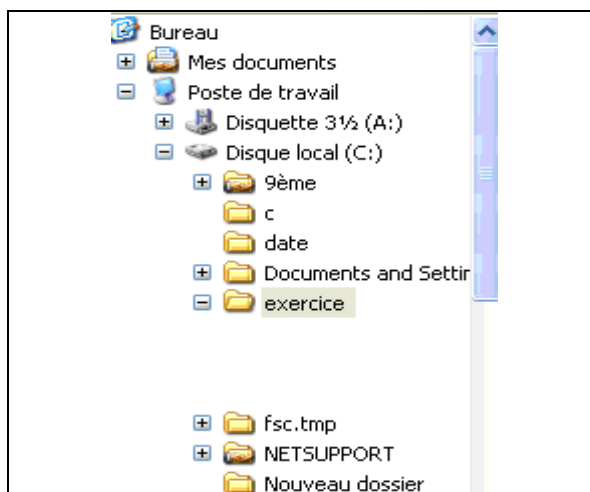 Bureau
Mes documents
Poste de travail
Disquette 3½ (A:)
Disque local (C:)
9ème
c
date
Documents and Settir
exercice
fsc.tmp
NETSUPPORT
Nouveau dossier